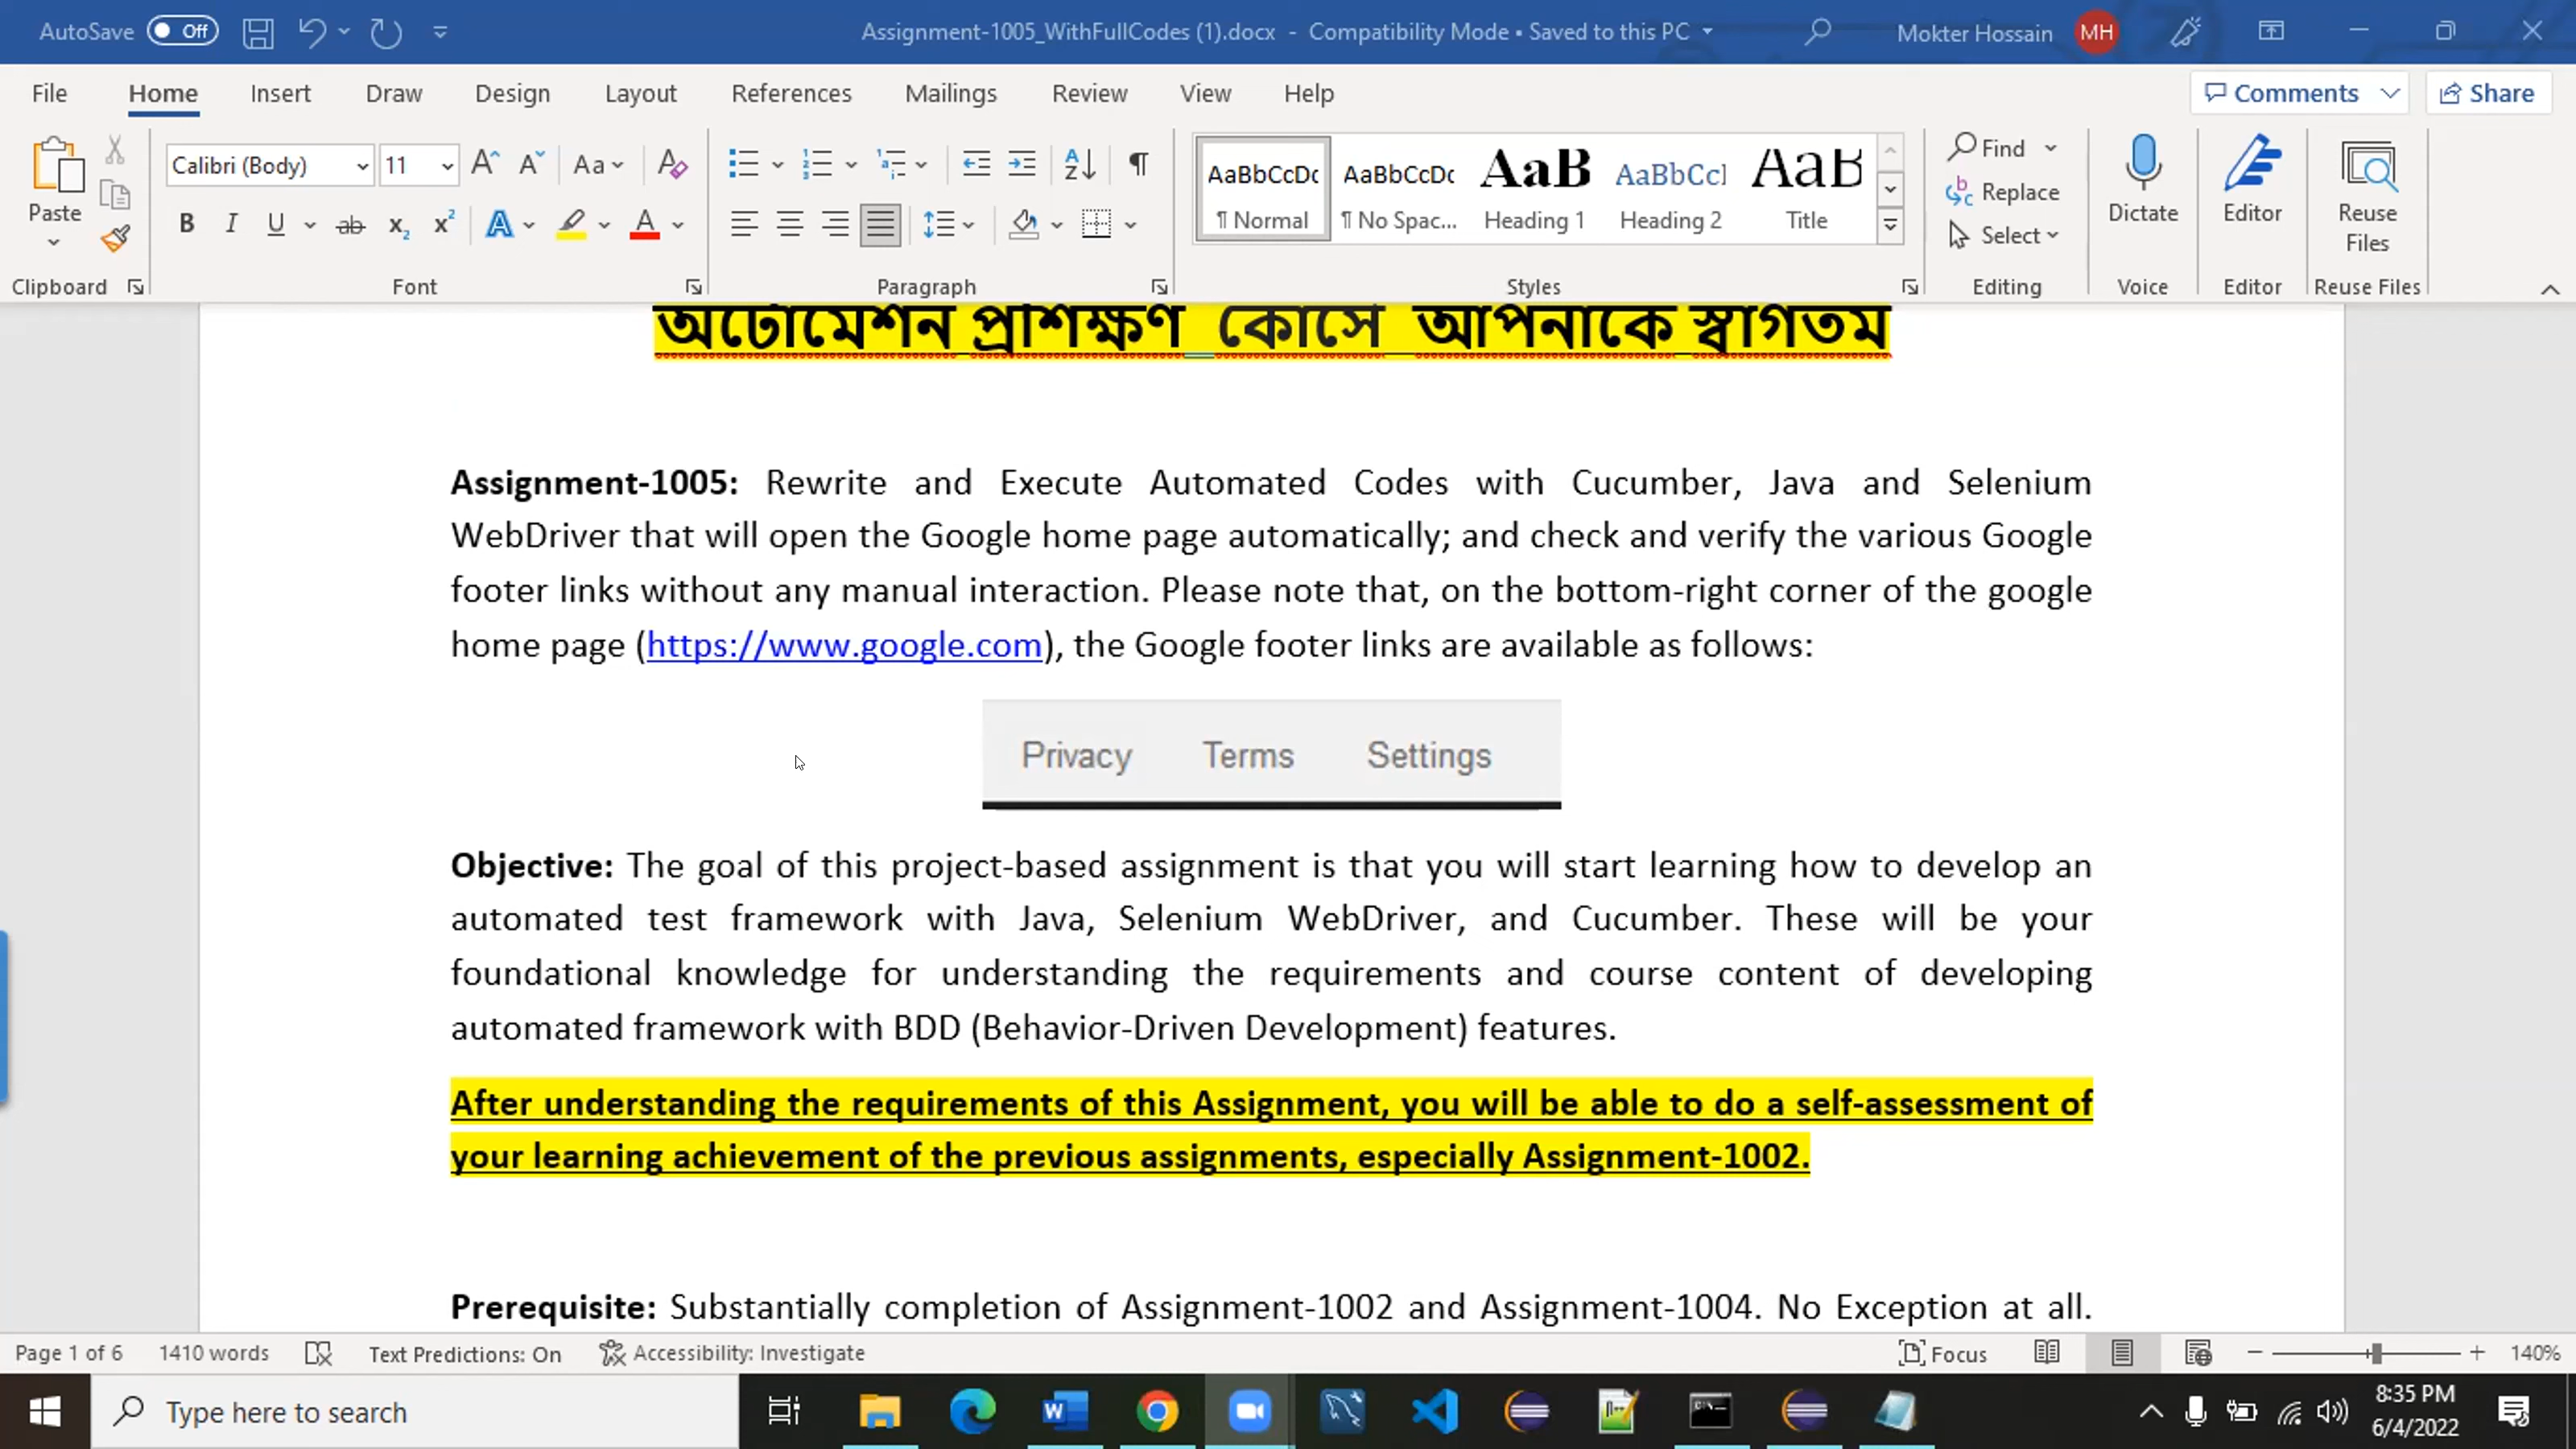 AutoSave Off Assignment-1005_WithFullCodes (1).docx - Compatibility Mode • Saved to this PC Mokter Hossain MH
File Home Insert Draw Design Layout References Mailings Review View Help Comments Share
Paste Calibri (Body) 11 Aa AaBbCcDc AaBbCcDc AaB AaBbCcl AaB Find Replace Select Dictate Editor Reuse Files
¶ Normal ¶ No Spac... Heading 1 Heading 2 Title
Clipboard Font Paragraph Styles Editing Voice Editor Reuse Files
অটোমেশন প্রশিক্ষণ কোর্সে আপনাকে স্বাগতম
Assignment-1005: Rewrite and Execute Automated Codes with Cucumber, Java and Selenium
WebDriver that will open the Google home page automatically; and check and verify the various Google
footer links without any manual interaction. Please note that, on the bottom-right corner of the google
home page (https://www.google.com), the Google footer links are available as follows:
Privacy Terms Settings
Objective: The goal of this project-based assignment is that you will start learning how to develop an
automated test framework with Java, Selenium WebDriver, and Cucumber. These will be your
foundational knowledge for understanding the requirements and course content of developing
automated framework with BDD (Behavior-Driven Development) features.
After understanding the requirements of this Assignment, you will be able to do a self-assessment of
your learning achievement of the previous assignments, especially Assignment-1002.
Prerequisite: Substantially completion of Assignment-1002 and Assignment-1004. No Exception at all.
Page 1 of 6 1410 words Text Predictions: On Accessibility: Investigate Focus 140%
Type here to search 8:35 PM
6/4/2022